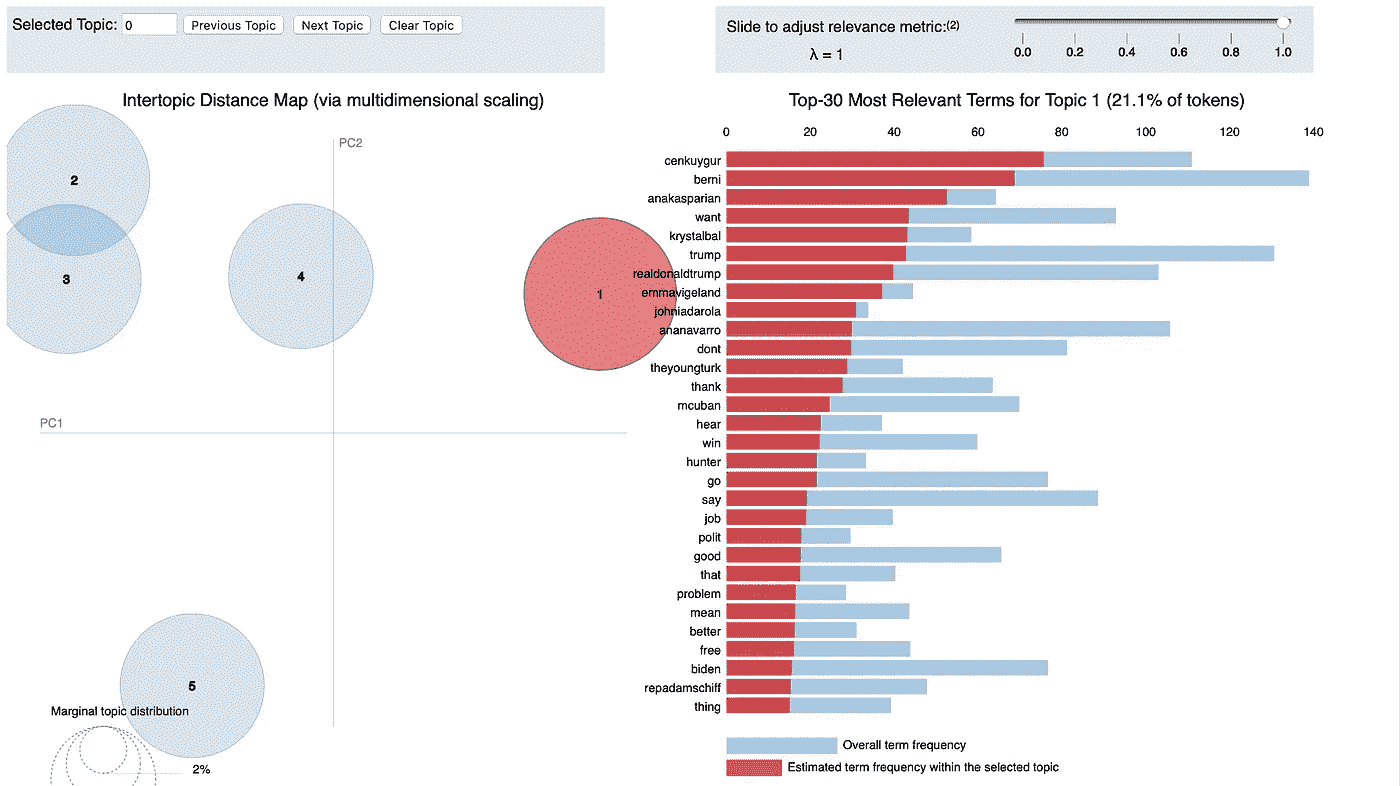 Selected Topic: 0 Previous Topic Next Topic Clear Topic
Slide to adjust relevance metric:(2)
λ = 1
0.0 0.2 0.4 0.6 0.8 1.0
Intertopic Distance Map (via multidimensional scaling)
PC2
PC1
2
3
4
1
5
Marginal topic distribution
2%
Top-30 Most Relevant Terms for Topic 1 (21.1% of tokens)
0 20 40 60 80 100 120 140
cenkuygur
berni
anakasparian
want
krystalbal
trump
realdonaldtrump
emmavigeland
johniadarola
ananavarro
dont
theyoungturk
thank
mcuban
hear
win
hunter
go
say
job
polit
good
that
problem
mean
better
free
biden
repadamschiff
thing
Overall term frequency
Estimated term frequency within the selected topic